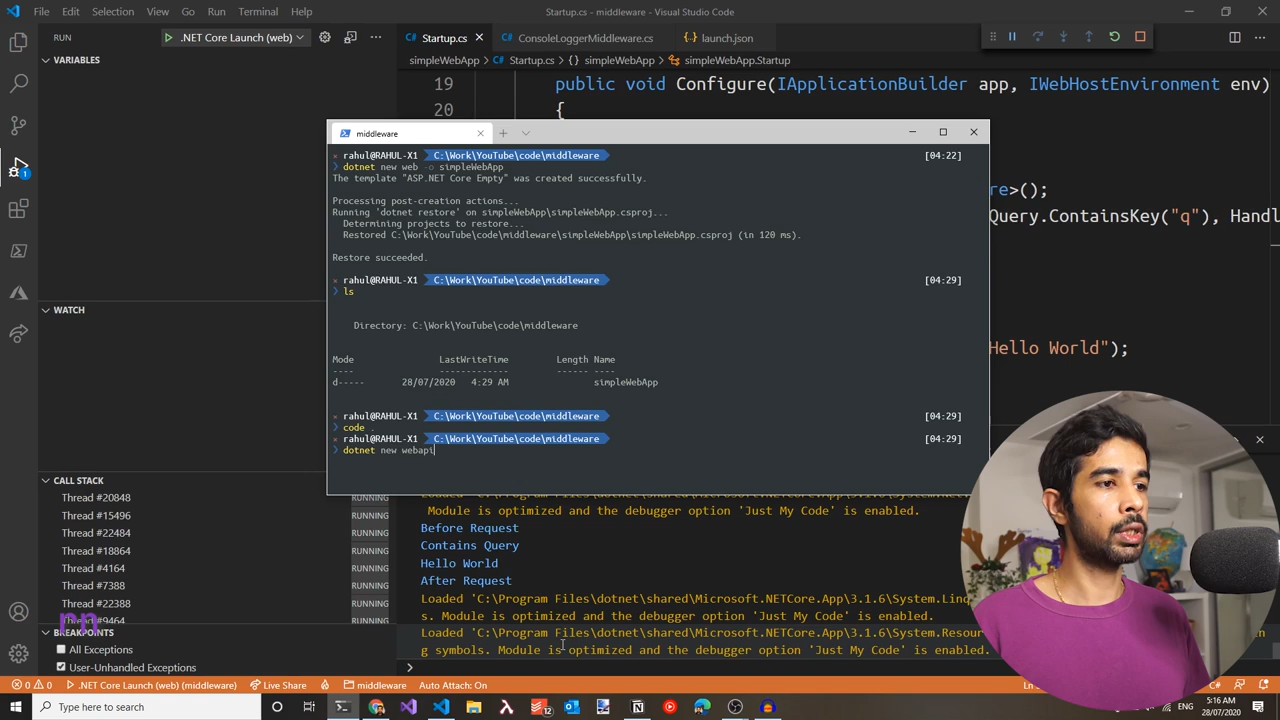 File Edit Selection View Go Run Terminal Help
Startup.cs - middleware - Visual Studio Code
RUN
.NET Core Launch (web)
Startup.cs
ConsoleLoggerMiddleware.cs
launch.json
VARIABLES
simpleWebApp > Startup.cs > {} simpleWebApp > simpleWebApp.Startup
19 public void Configure(IApplicationBuilder app, IWebHostEnvironment env)
20 {
re>();
Query.ContainsKey("q"), Handl
Hello World");
middleware
rahul@RAHUL-X1 C:\Work\YouTube\code\middleware [04:22]
dotnet new web -o simpleWebApp
The template "ASP.NET Core Empty" was created successfully.
Processing post-creation actions...
Running 'dotnet restore' on simpleWebApp\simpleWebApp.csproj...
Determining projects to restore...
Restored C:\Work\YouTube\code\middleware\simpleWebApp\simpleWebApp.csproj (in 120 ms).
Restore succeeded.
rahul@RAHUL-X1 C:\Work\YouTube\code\middleware [04:29]
ls
Directory: C:\Work\YouTube\code\middleware
Mode LastWriteTime Length Name
---- ------------- ------ ----
d----- 28/07/2020 4:29 AM simpleWebApp
rahul@RAHUL-X1 C:\Work\YouTube\code\middleware [04:29]
code .
rahul@RAHUL-X1 C:\Work\YouTube\code\middleware [04:29]
dotnet new webapi
WATCH
CALL STACK
Thread #20848 RUNNING
Thread #15496 RUNNING
Thread #22484 RUNNING
Thread #18864 RUNNING
Thread #4164 RUNNING
Thread #7388 RUNNING
Thread #22388 RUNNING
Thread #9464 RUNNING
BREAKPOINTS
All Exceptions
User-Unhandled Exceptions
Module is optimized and the debugger option 'Just My Code' is enabled.
Before Request
Contains Query
Hello World
After Request
Loaded 'C:\Program Files\dotnet\shared\Microsoft.NETCore.App\3.1.6\System.Linq
s. Module is optimized and the debugger option 'Just My Code' is enabled.
Loaded 'C:\Program Files\dotnet\shared\Microsoft.NETCore.App\3.1.6\System.Resour
g symbols. Module is optimized and the debugger option 'Just My Code' is enabled.
0 0 .NET Core Launch (web) (middleware) Live Share middleware Auto Attach: On C#
Type here to search
12
ENG
5:16 AM
28/07/2020